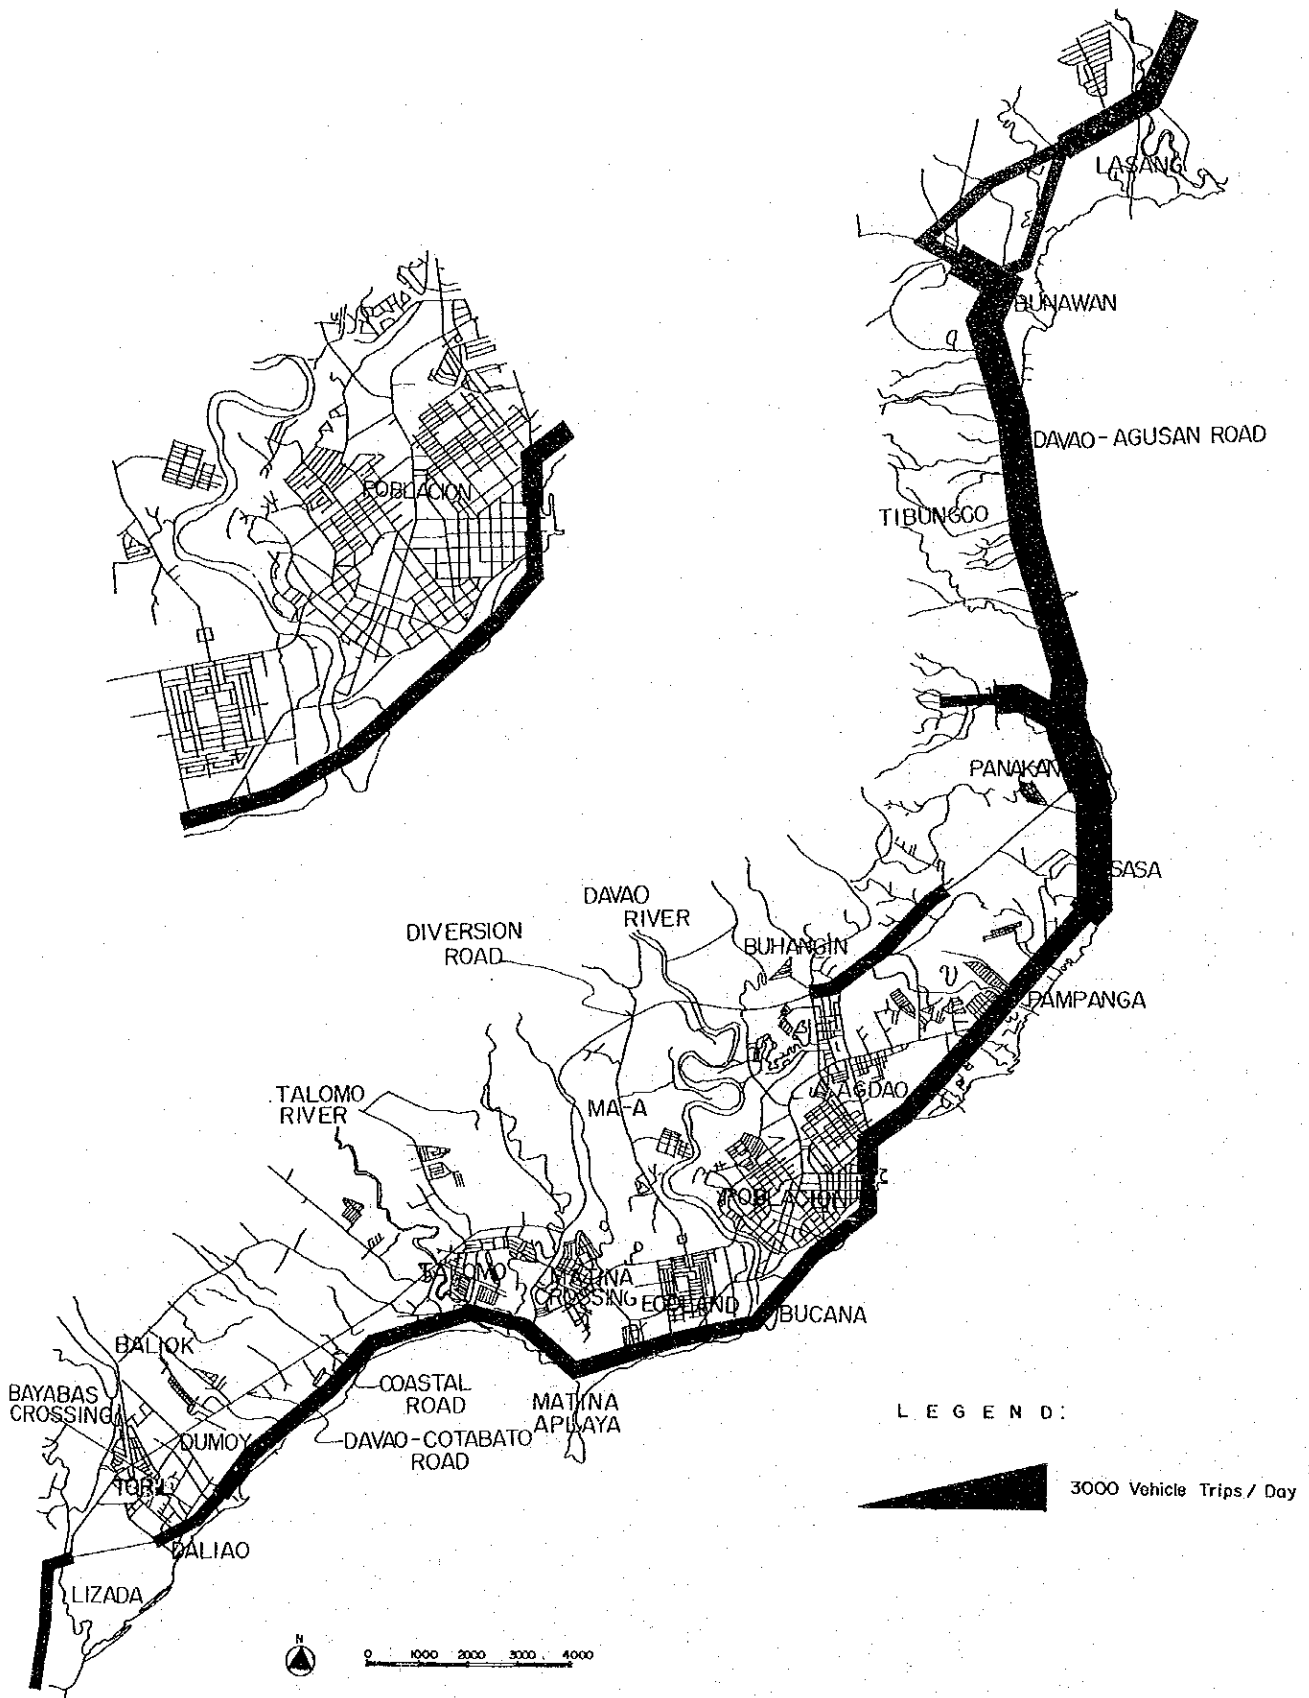 LASANG
BUNAWAN
DAVAO-AGUSAN ROAD
POBLACION
TIBUNGCO
PANAKAN
SASA
DAVAO
RIVER
DIVERSION
ROAD
BUHANGIN
PAMPANGA
TALOMO
RIVER
MA-A
AGDAO
POBLACION
TALOMO
MATINA
CROSSING
ECOLAND
BUCANA
BALIOK
COASTAL
ROAD
BAYABAS
CROSSING
MATINA
APLAYA
LEGEND:
DUMOY
DAVAO-COTABATO
ROAD
TORIL
3000 Vehicle Trips / Day
DALIAO
LIZADA
N
0 1000 2000 3000 4000